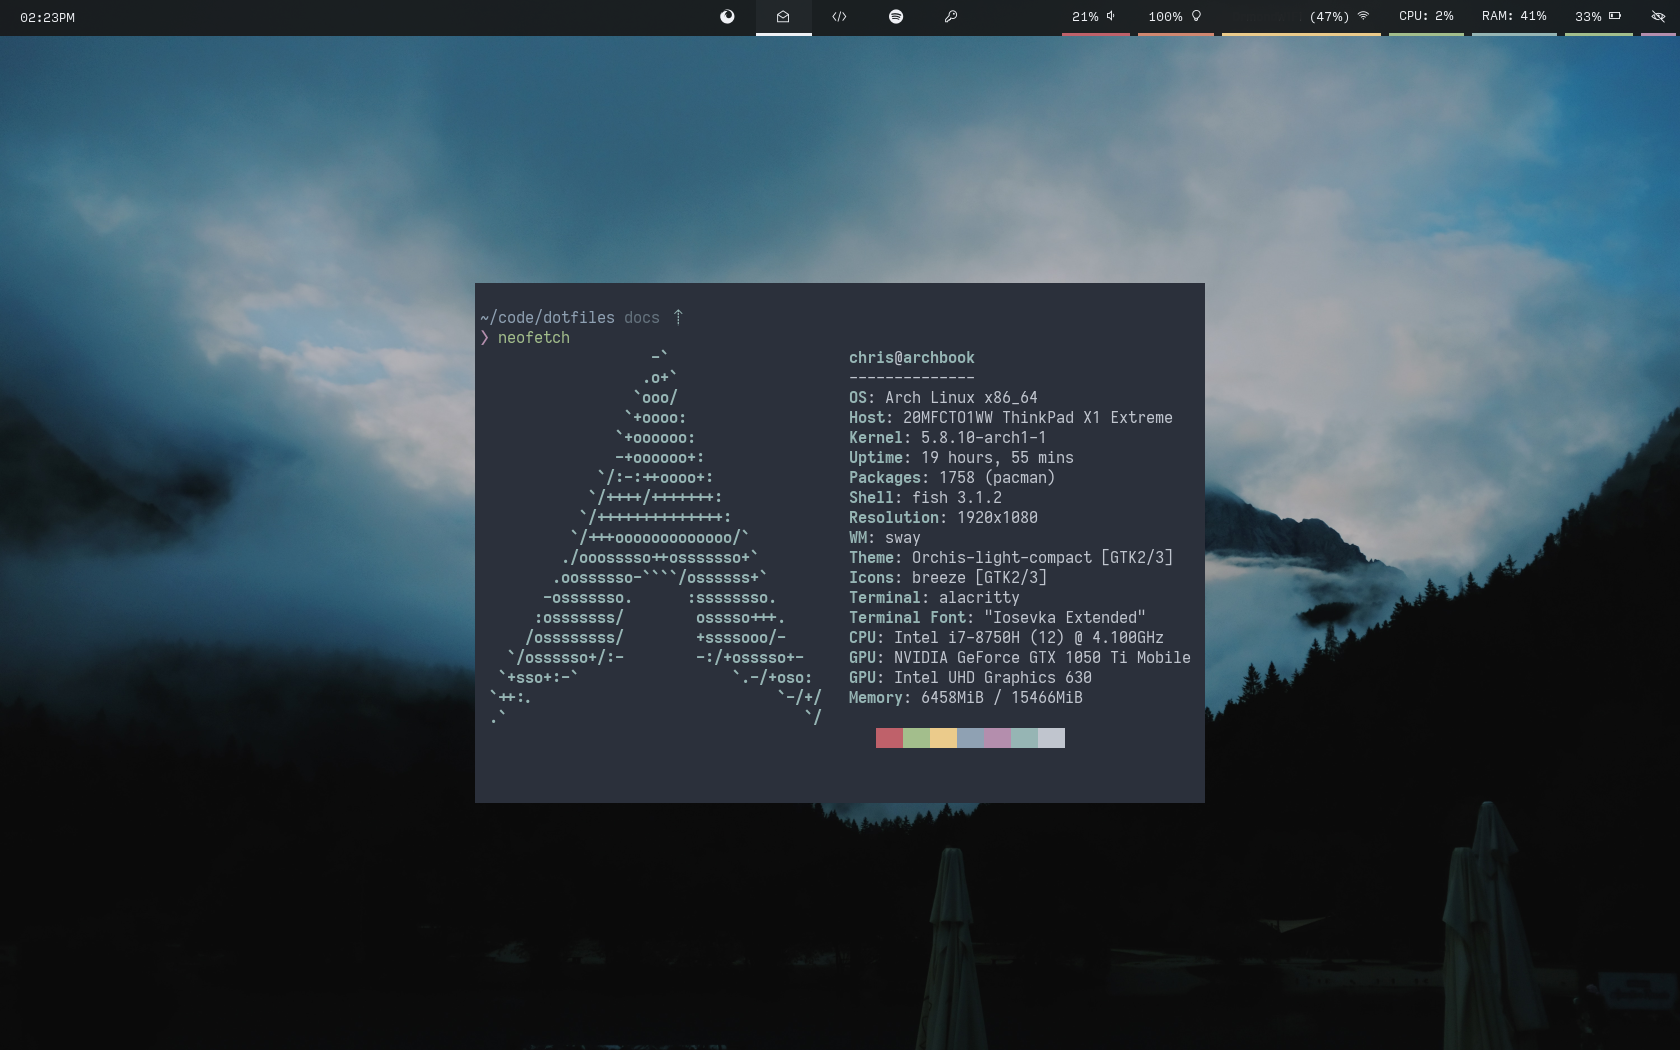 02:23PM 21% 100% (47%) CPU: 2% RAM: 41% 33%
~/code/dotfiles docs ⇡
❯ neofetch
-`
.o+` chris@archbook
`ooo/ --------------
`+oooo: OS: Arch Linux x86_64
`+oooooo: Host: 20MFCTO1WW ThinkPad X1 Extreme
-+oooooo+: Kernel: 5.8.10-arch1-1
`/:-:++oooo+: Uptime: 19 hours, 55 mins
`/++++/+++++++: Packages: 1758 (pacman)
`/++++++++++++++: Shell: fish 3.1.2
`/+++ooooooooooooo/` Resolution: 1920x1080
./ooosssso++osssssso+` WM: sway
.oossssso-````/ossssss+` Theme: Orchis-light-compact [GTK2/3]
-osssssso. :ssssssso. Icons: breeze [GTK2/3]
:osssssss/ osssso+++. Terminal: alacritty
/ossssssss/ +ssssooo/- Terminal Font: "Iosevka Extended"
`/ossssso+/:- -:/+osssso+- CPU: Intel i7-8750H (12) @ 4.100GHz
`+sso+:-` `.-/+oso: GPU: NVIDIA GeForce GTX 1050 Ti Mobile
`++:. `-/+/ GPU: Intel UHD Graphics 630
.` `/ Memory: 6458MiB / 15466MiB